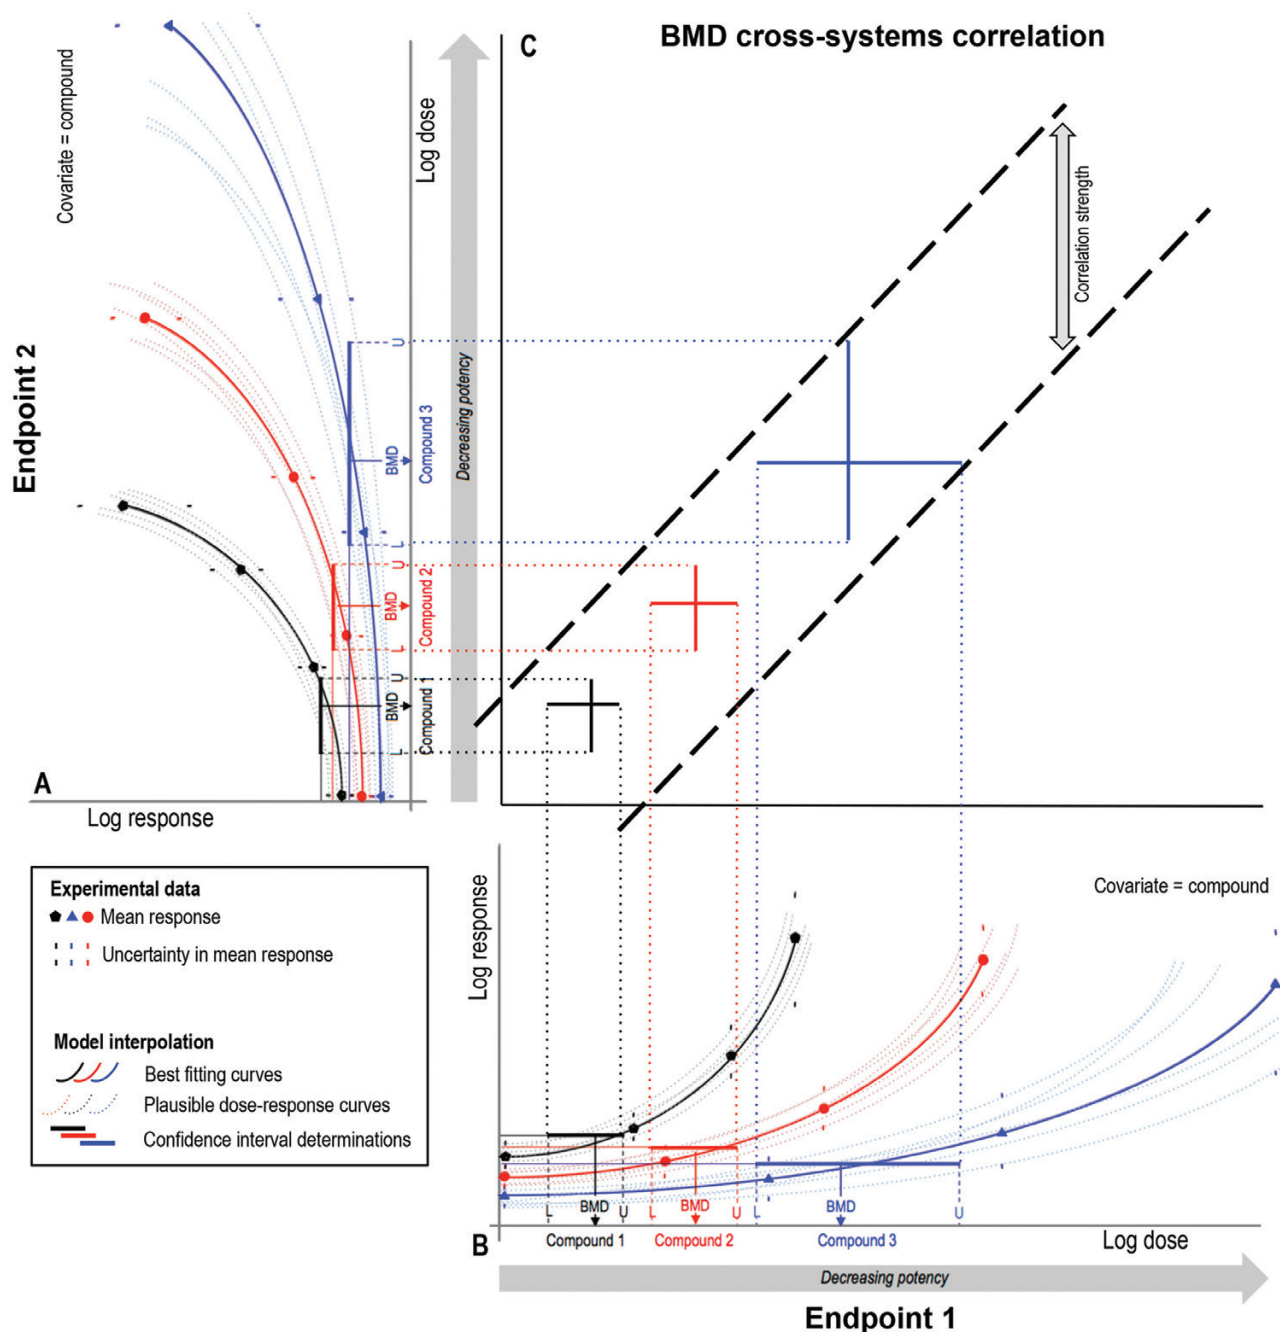 C
BMD cross-systems correlation
Covariate = compound
Log dose
Endpoint 2
Decreasing potency
Correlation strength
U
BMD
Compound 3
L
U
BMD
Compound 2
L
U
BMD
Compound 1
L
A
Log response
Experimental data
Mean response
Uncertainty in mean response
Model interpolation
Best fitting curves
Plausible dose-response curves
Confidence interval determinations
Log response
Covariate = compound
L BMD U L BMD U L BMD U
B Compound 1 Compound 2 Compound 3 Log dose
Decreasing potency
Endpoint 1